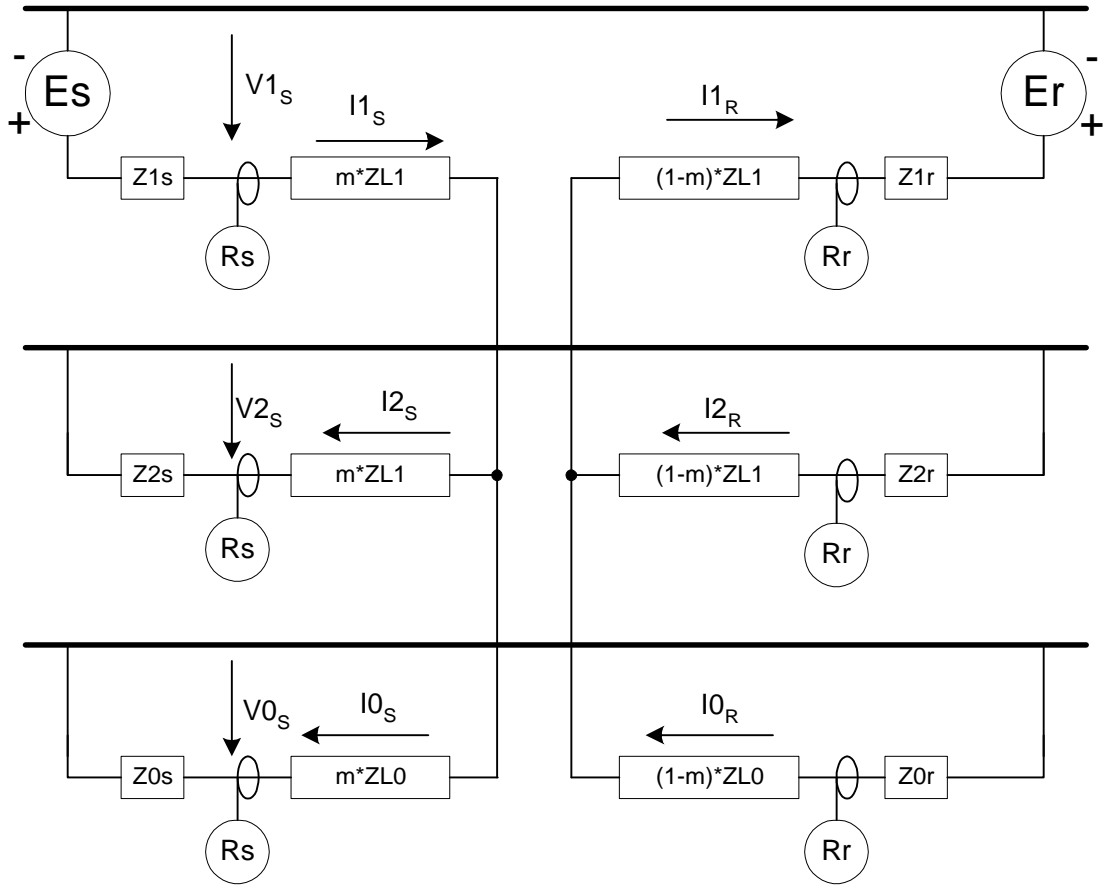 -
Es
+
V1S
I1S
I1R
-
Er
+
Z1s
m*ZL1
(1-m)*ZL1
Z1r
Rs
Rr
V2S
I2S
I2R
Z2s
m*ZL1
(1-m)*ZL1
Z2r
Rs
Rr
V0S
I0S
I0R
Z0s
m*ZL0
(1-m)*ZL0
Z0r
Rs
Rr